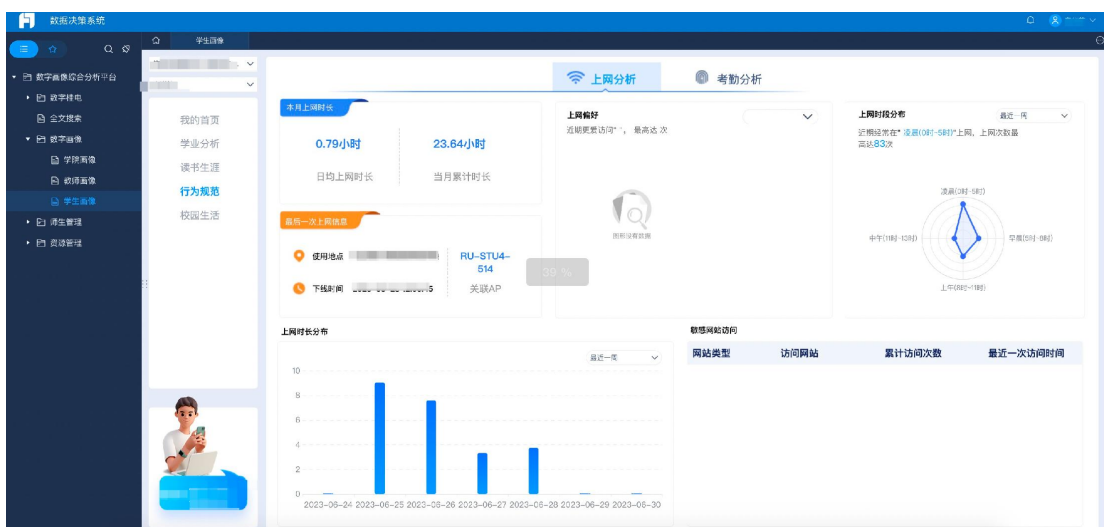 数据决策系统
学生画像
数字画像综合分析平台
数字挂电
全文搜索
数字画像
学院画像
教师画像
学生画像
师生管理
资源管理
我的首页
学业分析
读书生涯
行为规范
校园生活
上网分析
考勤分析
本月上网时长
0.79小时
23.64小时
日均上网时长
当月累计时长
最后一次上网信息
使用地点
RU-STU4-
514
下线时间
关联AP
上网偏好
近期更爱访问"", 最高达 次
图形没有数据
39 %
上网时段分布
最近一周
近期经常在" 凌晨(0时-5时)"上网, 上网次数最
高达83次
凌晨(0时-5时)
中午(11时-13时)
早晨(5时-8时)
上午(8时-11时)
上网时长分布
最近一周
10
8
6
4
2
0
2023-06-24 2023-06-25 2023-06-26 2023-06-27 2023-06-28 2023-06-29 2023-06-30
敏感网站访问
网站类型 访问网站 累计访问次数 最近一次访问时间